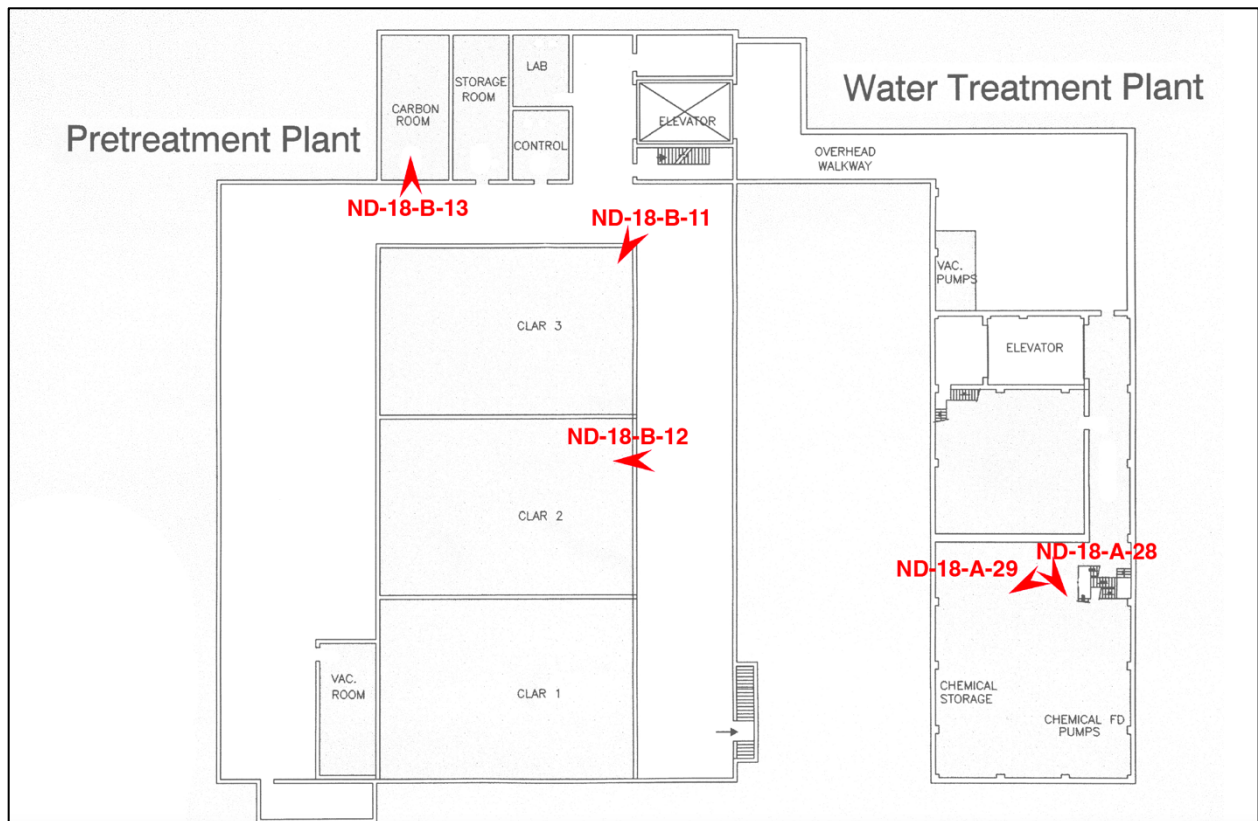 Pretreatment Plant
Water Treatment Plant
LAB
STORAGE
ROOM
CARBON
ROOM
CONTROL
ELEVATOR
OVERHEAD
WALKWAY
ND-18-B-13
ND-18-B-11
VAC.
PUMPS
CLAR 3
ELEVATOR
ND-18-B-12
CLAR 2
ND-18-A-28
ND-18-A-29
VAC.
ROOM
CLAR 1
CHEMICAL
STORAGE
CHEMICAL FD
PUMPS